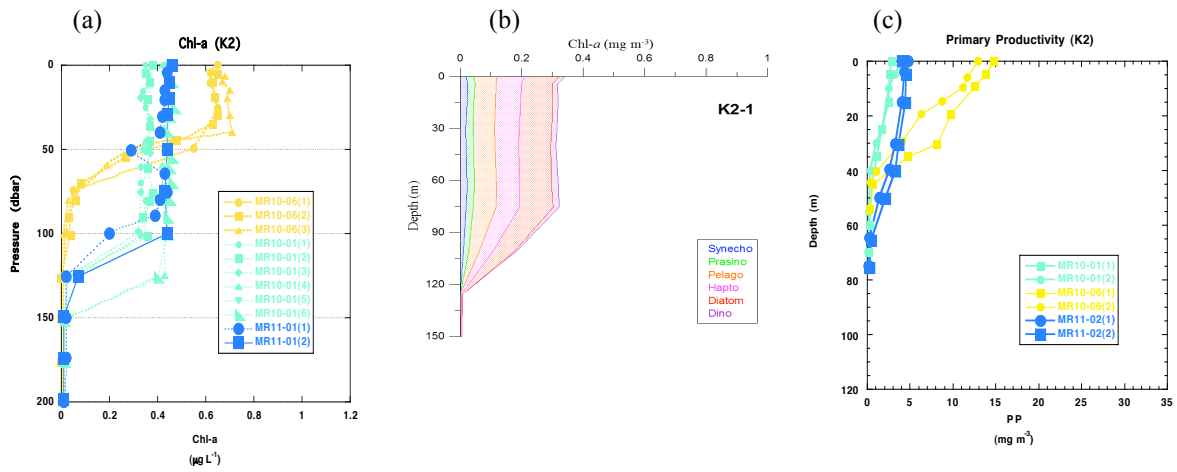 (a)
Chl-a (K2)
0
50
100
150
200
Pressure (dbar)
0 0.2 0.4 0.6 0.8 1 1.2
Chl-a
(µg L-1)
MR10-06(1)
MR10-06(2)
MR10-06(3)
MR10-01(1)
MR10-01(2)
MR10-01(3)
MR10-01(4)
MR10-01(5)
MR10-01(6)
MR11-01(1)
MR11-01(2)
(b)
Chl-a (mg m-3)
0 0.2 0.4 0.6 0.8 1
0
30
60
90
120
150
Depth (m)
K2-1
Synecho
Prasino
Pelago
Hapto
Diatom
Dino
(c)
Primary Productivity (K2)
0
20
40
60
80
100
120
Depth (m)
0 5 10 15 20 25 30 35
PP
(mg m-3)
MR10-01(1)
MR10-01(2)
MR10-06(1)
MR10-06(2)
MR11-02(1)
MR11-02(2)